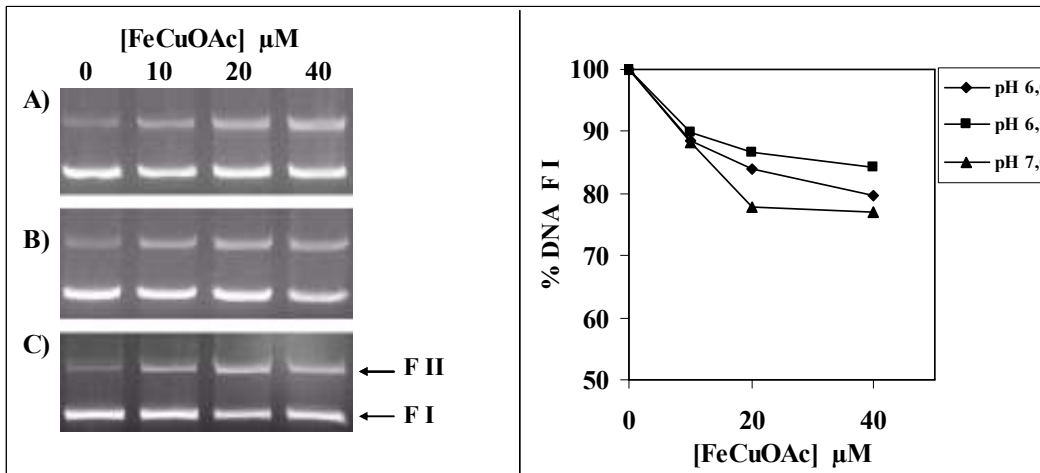 [FeCuOAc] µM
0 10 20 40
A)
B)
C)
F II
F I
% DNA F I
100
90
80
70
60
50
0 20 40
[FeCuOAc] µM
pH 6,
pH 6,
pH 7,